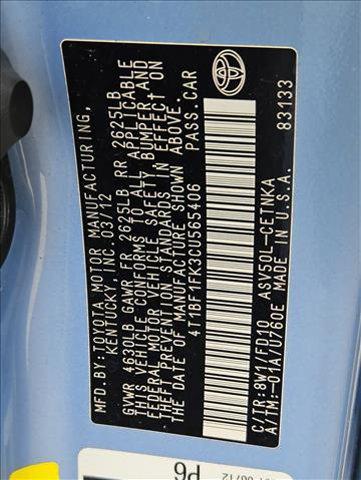 MFD.BY:TOYOTA MOTOR MANUFACTURING,
KENTUCKY, INC. 03/12
GVWR 4630LB GAWR FR 2625LB RR 2625LB
THIS VEHICLE CONFORMS TO ALL APPLICABLE
FEDERAL MOTOR VEHICLE SAFETY, BUMPER, AND
THEFT PREVENTION STANDARDS IN EFFECT ON
THE DATE OF MANUFACTURE SHOWN ABOVE.
4T1BF1FK3CU565406 PASS.CAR
C/TR:8W1/FD10 ASV50L-CETNKA
A/TM:-01A/U760E MADE IN U.S.A. 83133
P6